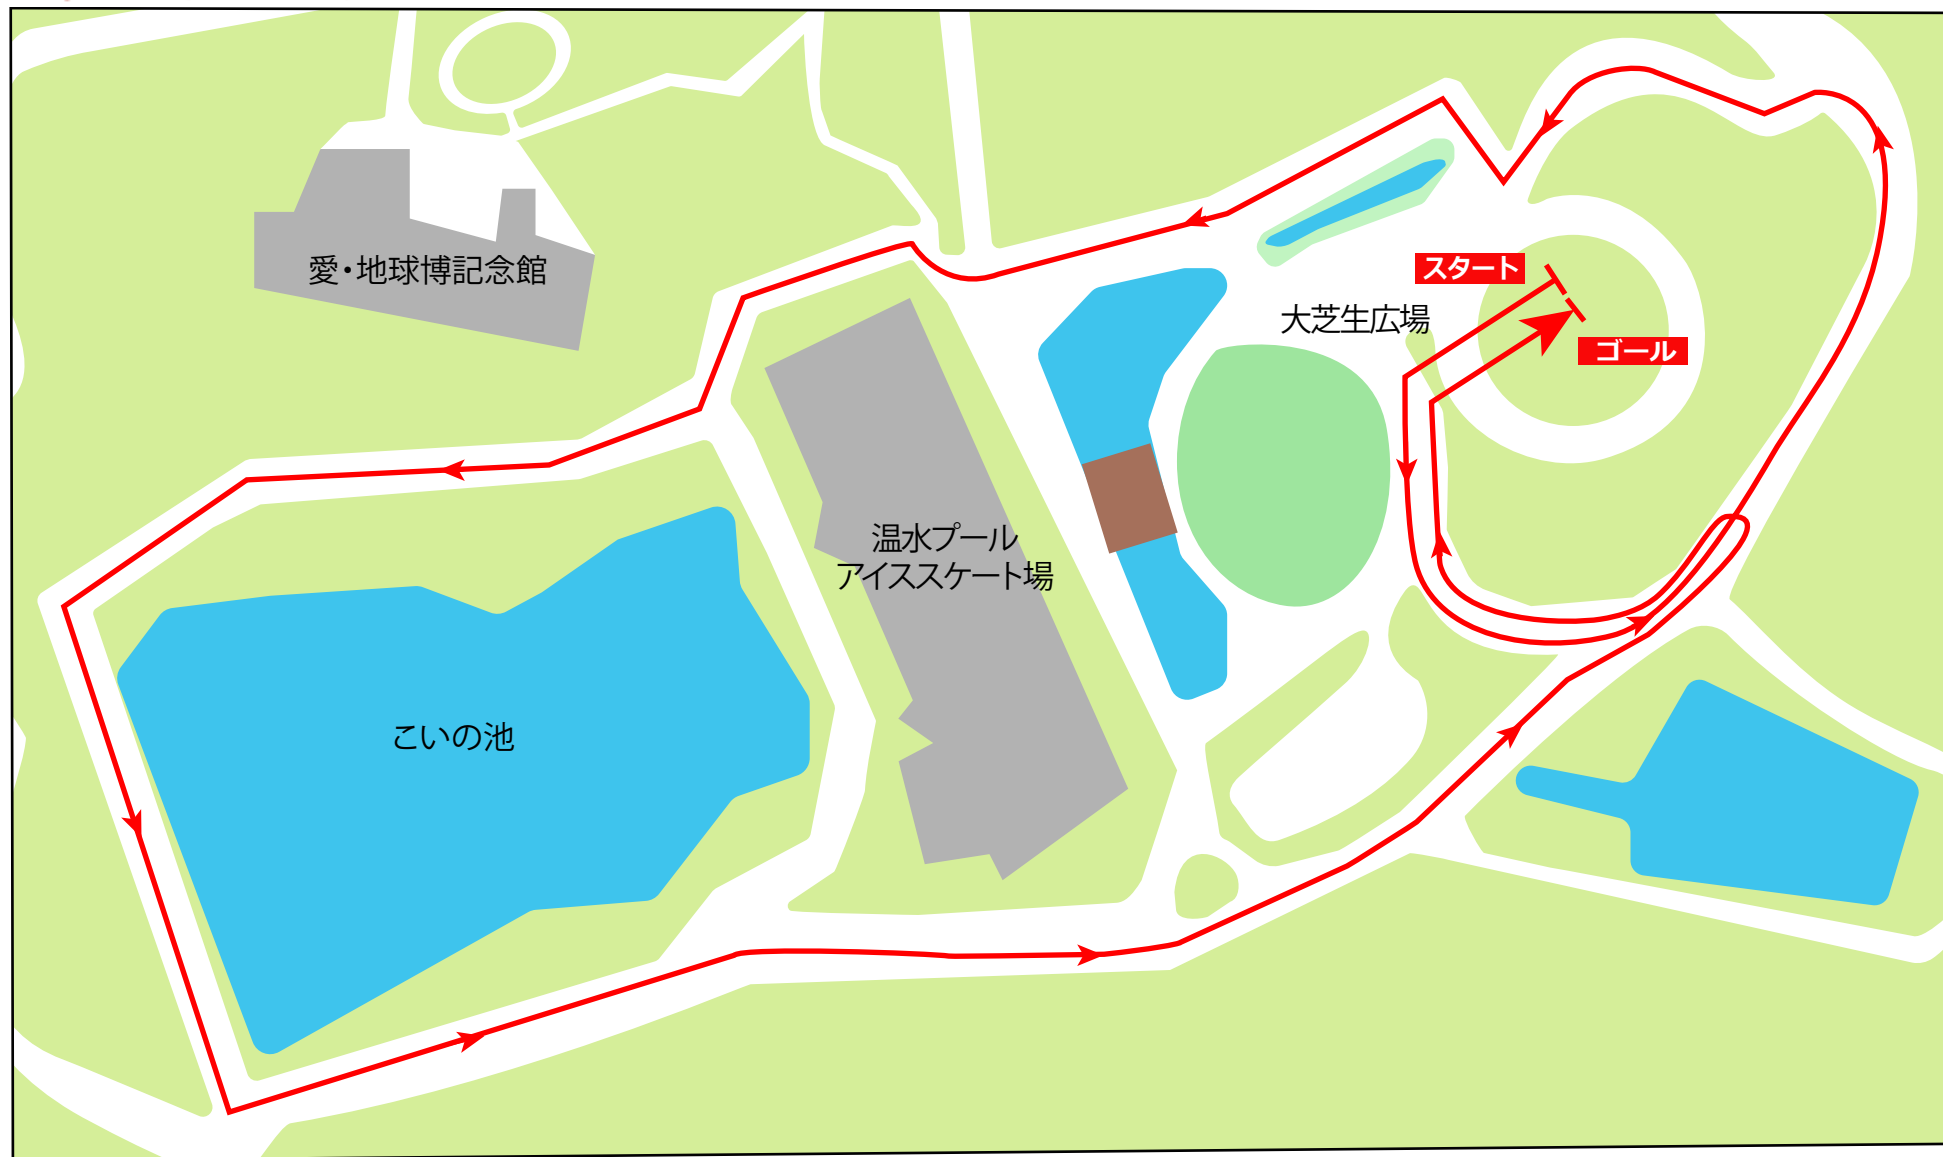 愛・地球博記念館
スタート
大芝生広場
ゴール
温水プール
アイススケート場
こいの池